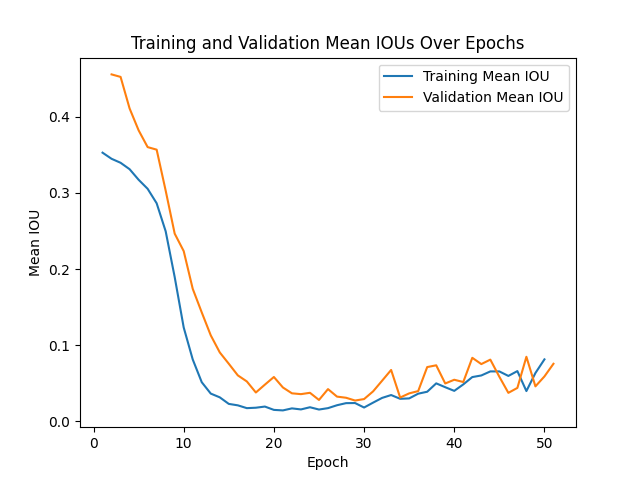 Training and Validation Mean IOUs Over Epochs
Training Mean IOU
Validation Mean IOU
0.4
0.3
0.2
0.1
0.0
Mean IOU
0 10 20 30 40 50
Epoch